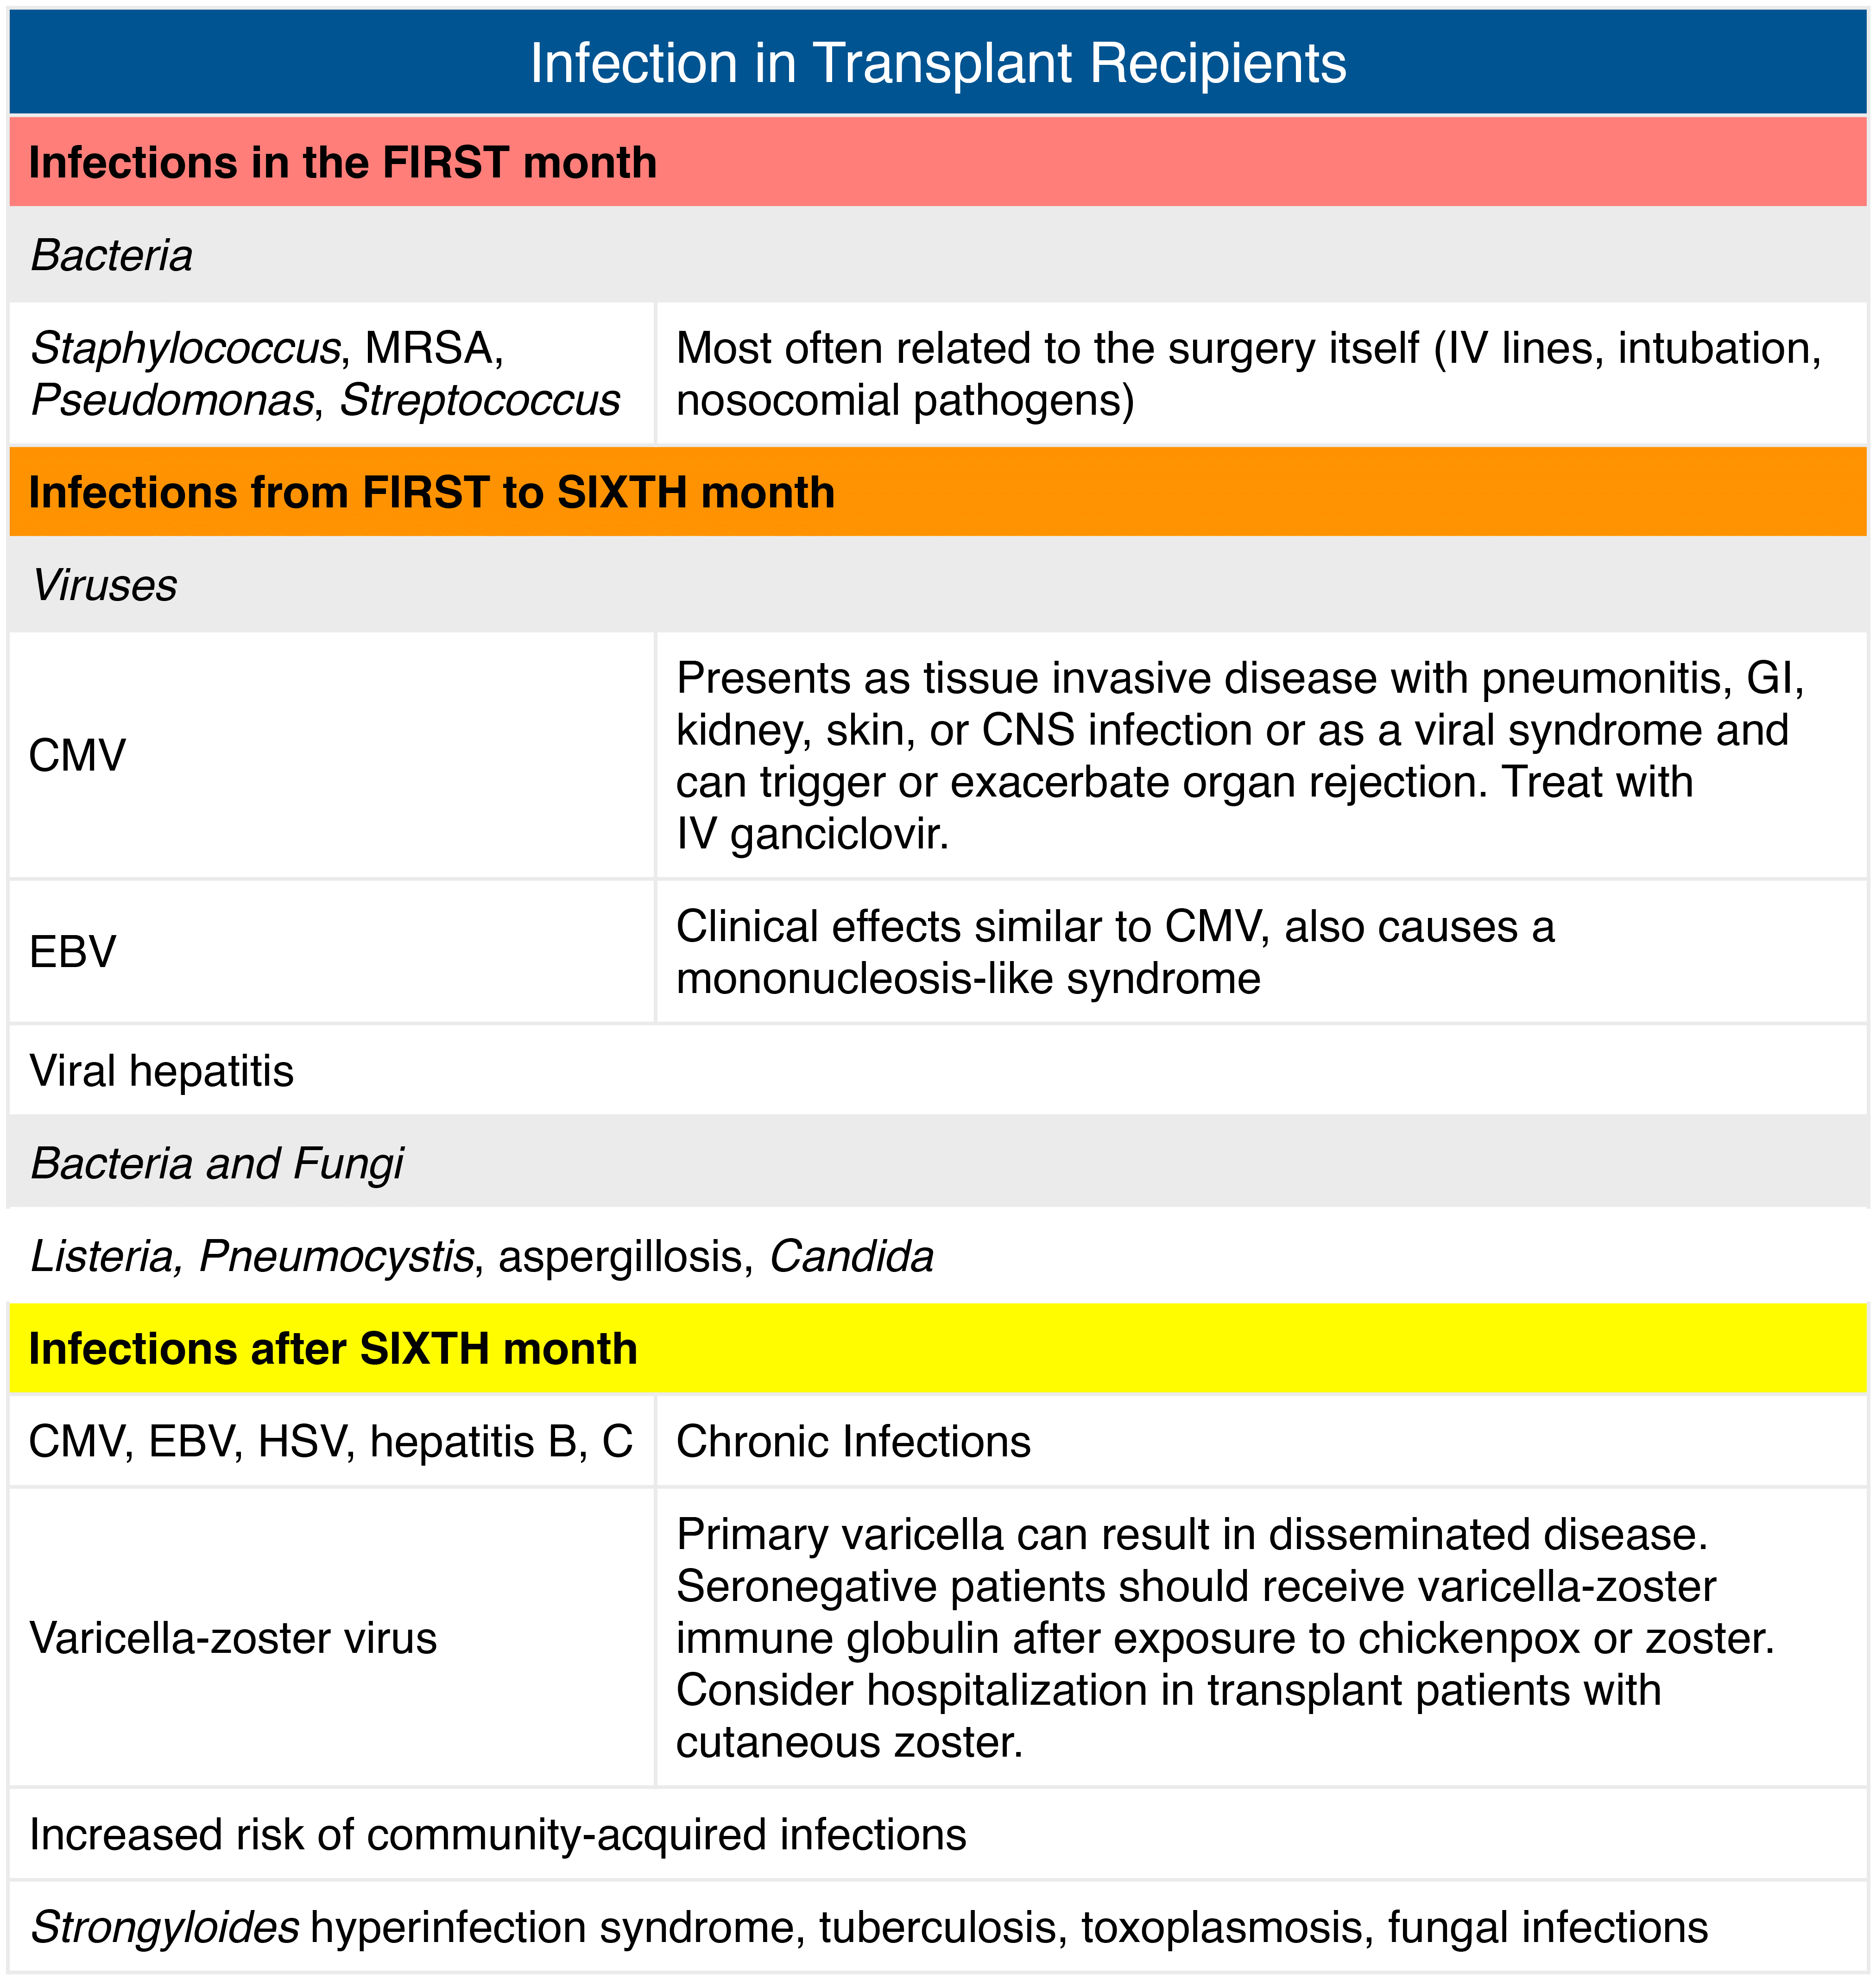 Infection in Transplant Recipients
Infections in the FIRST month
Bacteria
Staphylococcus, MRSA,
Pseudomonas, Streptococcus
Most often related to the surgery itself (IV lines, intubation,
nosocomial pathogens)
Infections from FIRST to SIXTH month
Viruses
CMV
Presents as tissue invasive disease with pneumonitis, GI,
kidney, skin, or CNS infection or as a viral syndrome and
can trigger or exacerbate organ rejection. Treat with
IV ganciclovir.
EBV
Clinical effects similar to CMV, also causes a
mononucleosis-like syndrome
Viral hepatitis
Bacteria and Fungi
Listeria, Pneumocystis, aspergillosis, Candida
Infections after SIXTH month
CMV, EBV, HSV, hepatitis B, C
Chronic Infections
Varicella-zoster virus
Primary varicella can result in disseminated disease.
Seronegative patients should receive varicella-zoster
immune globulin after exposure to chickenpox or zoster.
Consider hospitalization in transplant patients with
cutaneous zoster.
Increased risk of community-acquired infections
Strongyloides hyperinfection syndrome, tuberculosis, toxoplasmosis, fungal infections